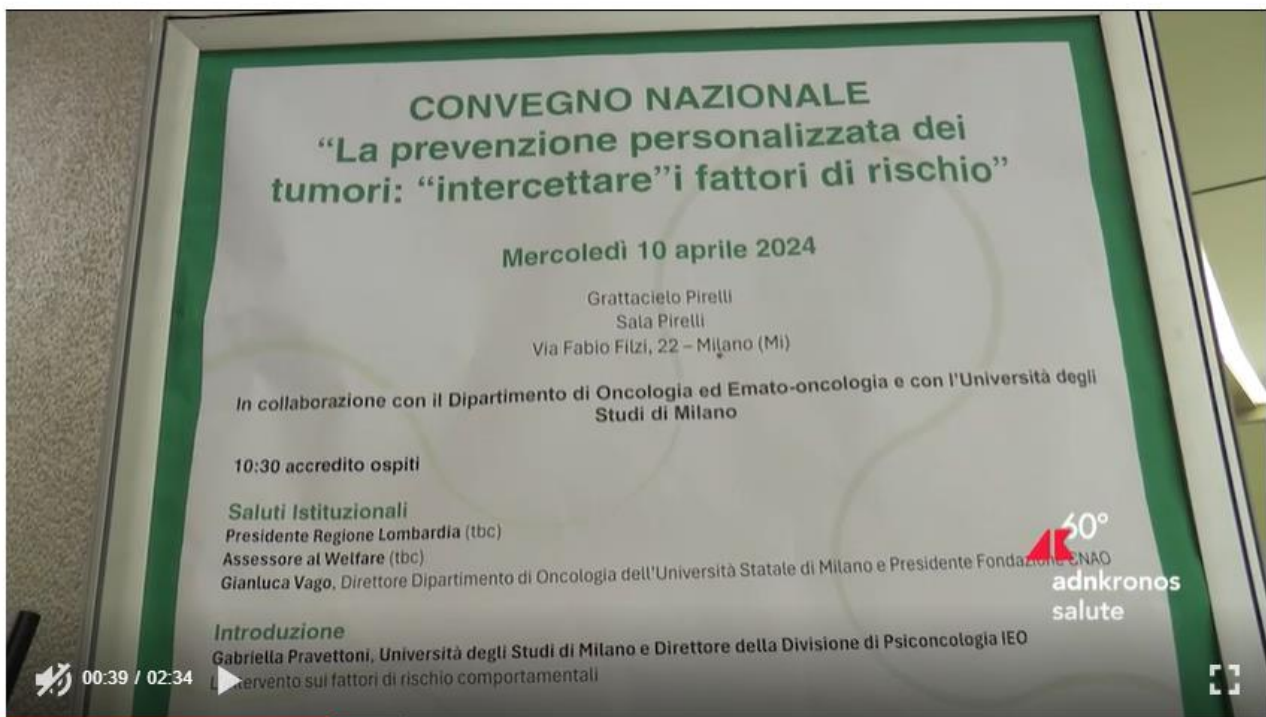 CONVEGNO NAZIONALE
“La prevenzione personalizzata dei
tumori: “intercettare”i fattori di rischio”
Mercoledì 10 aprile 2024
Grattacielo Pirelli
Sala Pirelli
Via Fabio Filzi, 22 – Milano (Mi)
In collaborazione con il Dipartimento di Oncologia ed Emato-oncologia e con l'Università degli
Studi di Milano
10:30 accredito ospiti
Saluti Istituzionali
Presidente Regione Lombardia (tbc)
Assessore al Welfare (tbc)
Gianluca Vago, Direttore Dipartimento di Oncologia dell'Università Statale di Milano e Presidente Fondazione CNAO
60°
adnkronos
salute
Introduzione
Gabriella Pravettoni, Università degli Studi di Milano e Direttore della Divisione di Psiconcologia IEO
sui fattori di rischio comportamentali
00:39 / 02:34